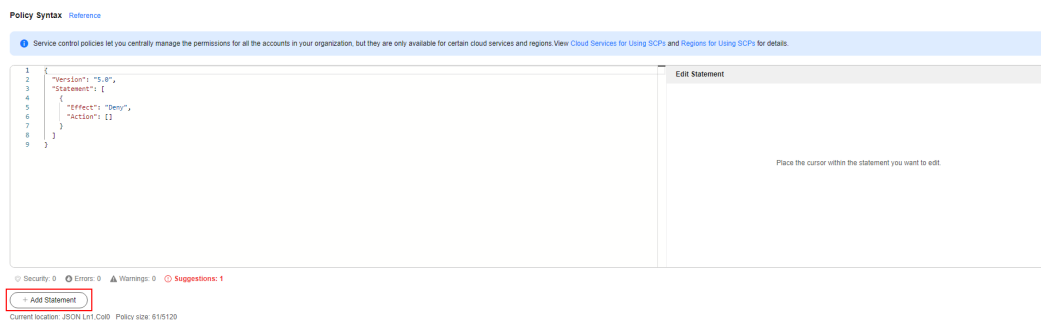 Policy Syntax Reference
Service control policies let you centrally manage the permissions for all the accounts in your organization, but they are only available for certain cloud services and regions.View Cloud Services for Using SCPs and Regions for Using SCPs for details.
1 {
2 "Version": "5.0",
3 "Statement": [
4 {
5 "Effect": "Deny",
6 "Action": []
7 }
8 ]
9 }
Edit Statement
Place the cursor within the statement you want to edit.
Security: 0 Errors: 0 Warnings: 0 Suggestions: 1
+ Add Statement
Current location: JSON Ln1,Col0 Policy size: 61/5120